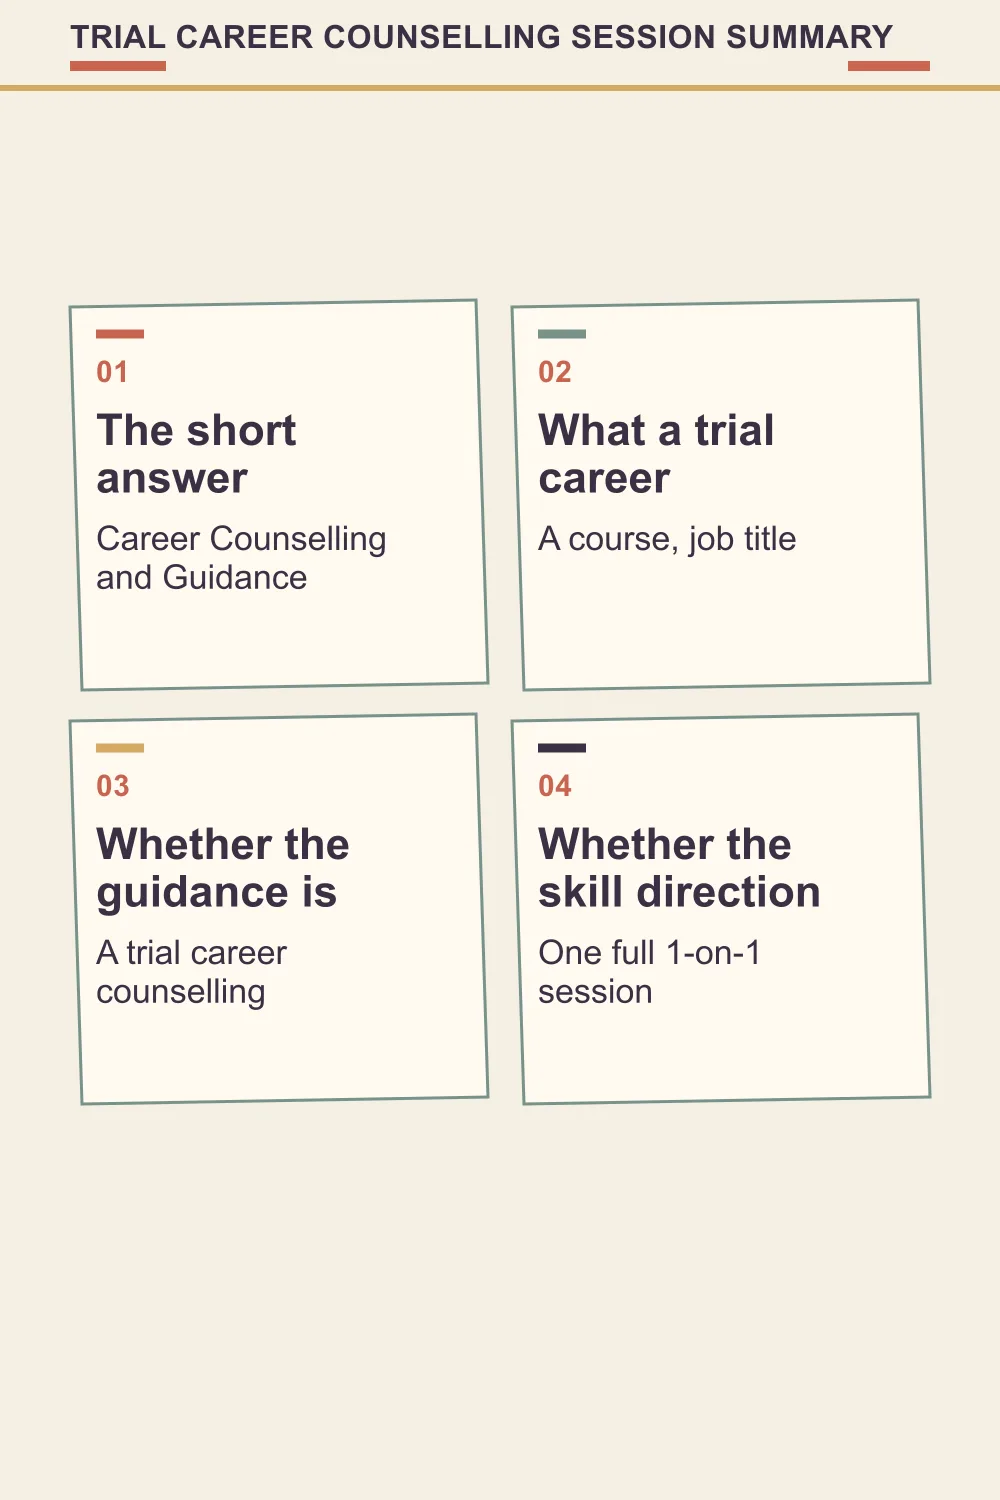 TRIAL CAREER COUNSELLING SESSION SUMMARY
01
The short
answer
Career Counselling
and Guidance
02
What a trial
career
A course, job title
03
Whether the
guidance is
A trial career
counselling
04
Whether the
skill direction
One full 1-on-1
session